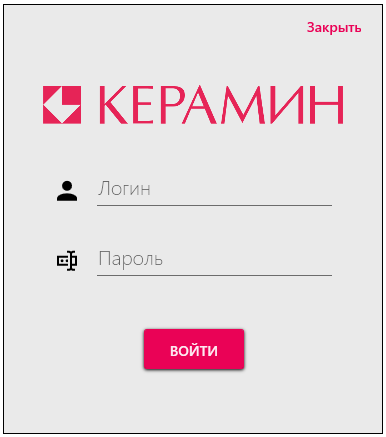 Закрыть
КЕРАМИН
Логин
Пароль
ВОЙТИ